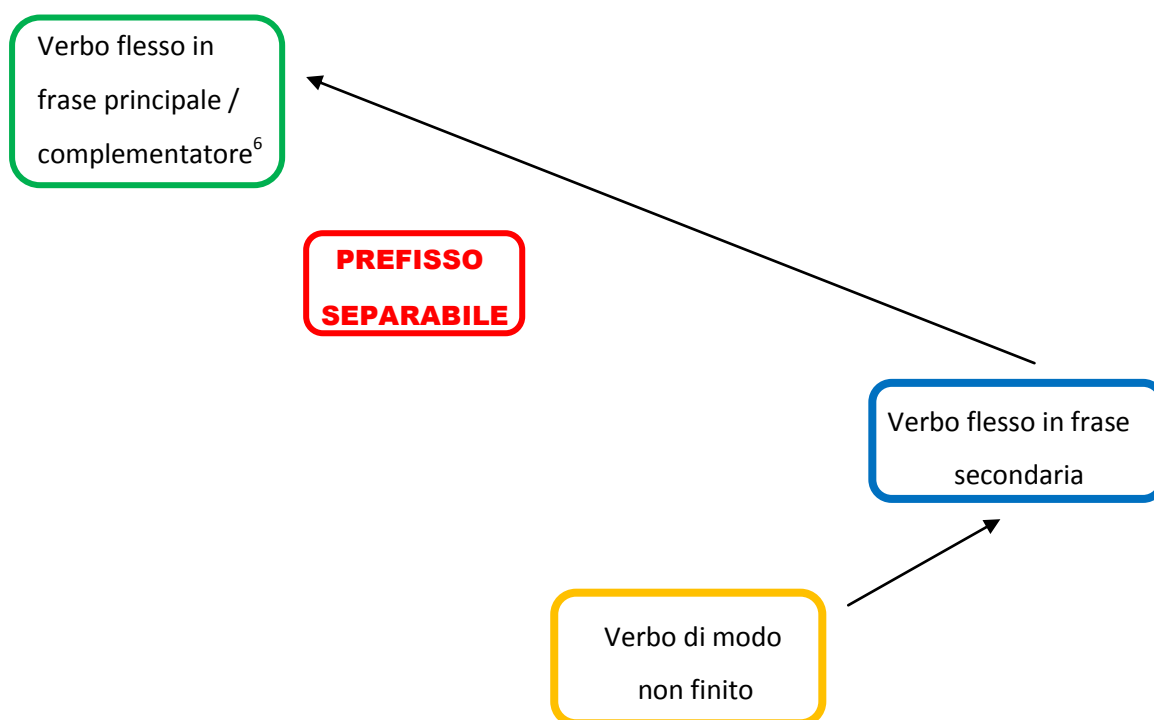 Verbo flesso in
frase principale /
complementatore⁶
PREFISSO
SEPARABILE
Verbo flesso in frase
secondaria
Verbo di modo
non finito